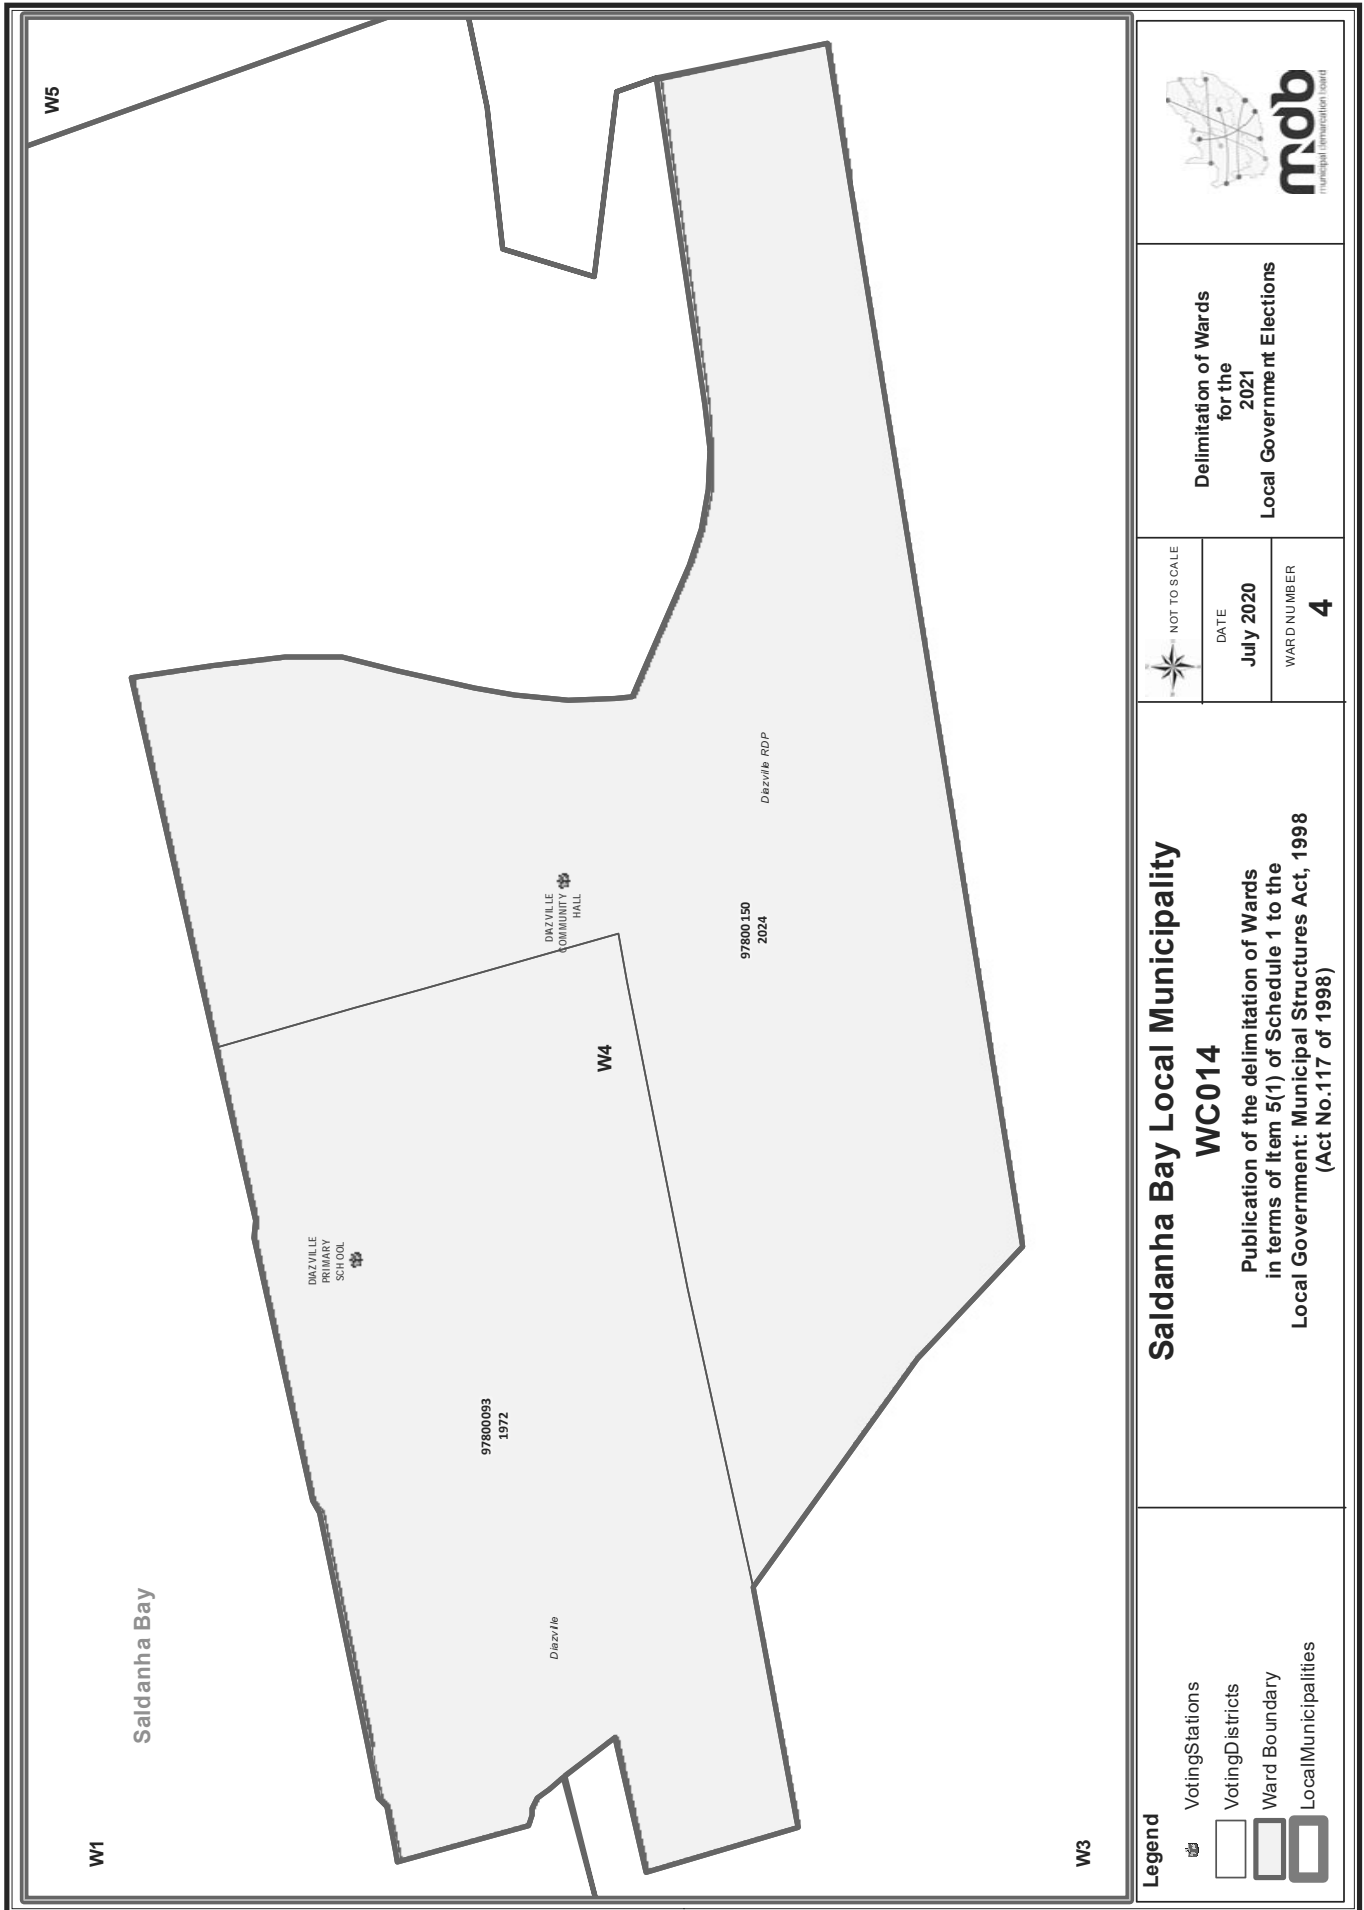 W5
Saldanha Bay
W1
W3
W4
DIAZVILLE
PRIMARY
SCHOOL
DIAZVILLE
COMMUNITY
HALL
97800093
1972
97800150
2024
Diazville
Diazville RDP
Legend
VotingStations
VotingDistricts
Ward Boundary
LocalMunicipalities
Saldanha Bay Local Municipality
WC014
Publication of the delimitation of Wards
in terms of Item 5(1) of Schedule 1 to the
Local Government: Municipal Structures Act, 1998
(Act No.117 of 1998)
NOT TO SCALE
DATE
July 2020
WARD NUMBER
4
Delimitation of Wards
for the
2021
Local Government Elections
mdb
municipal demarcation board